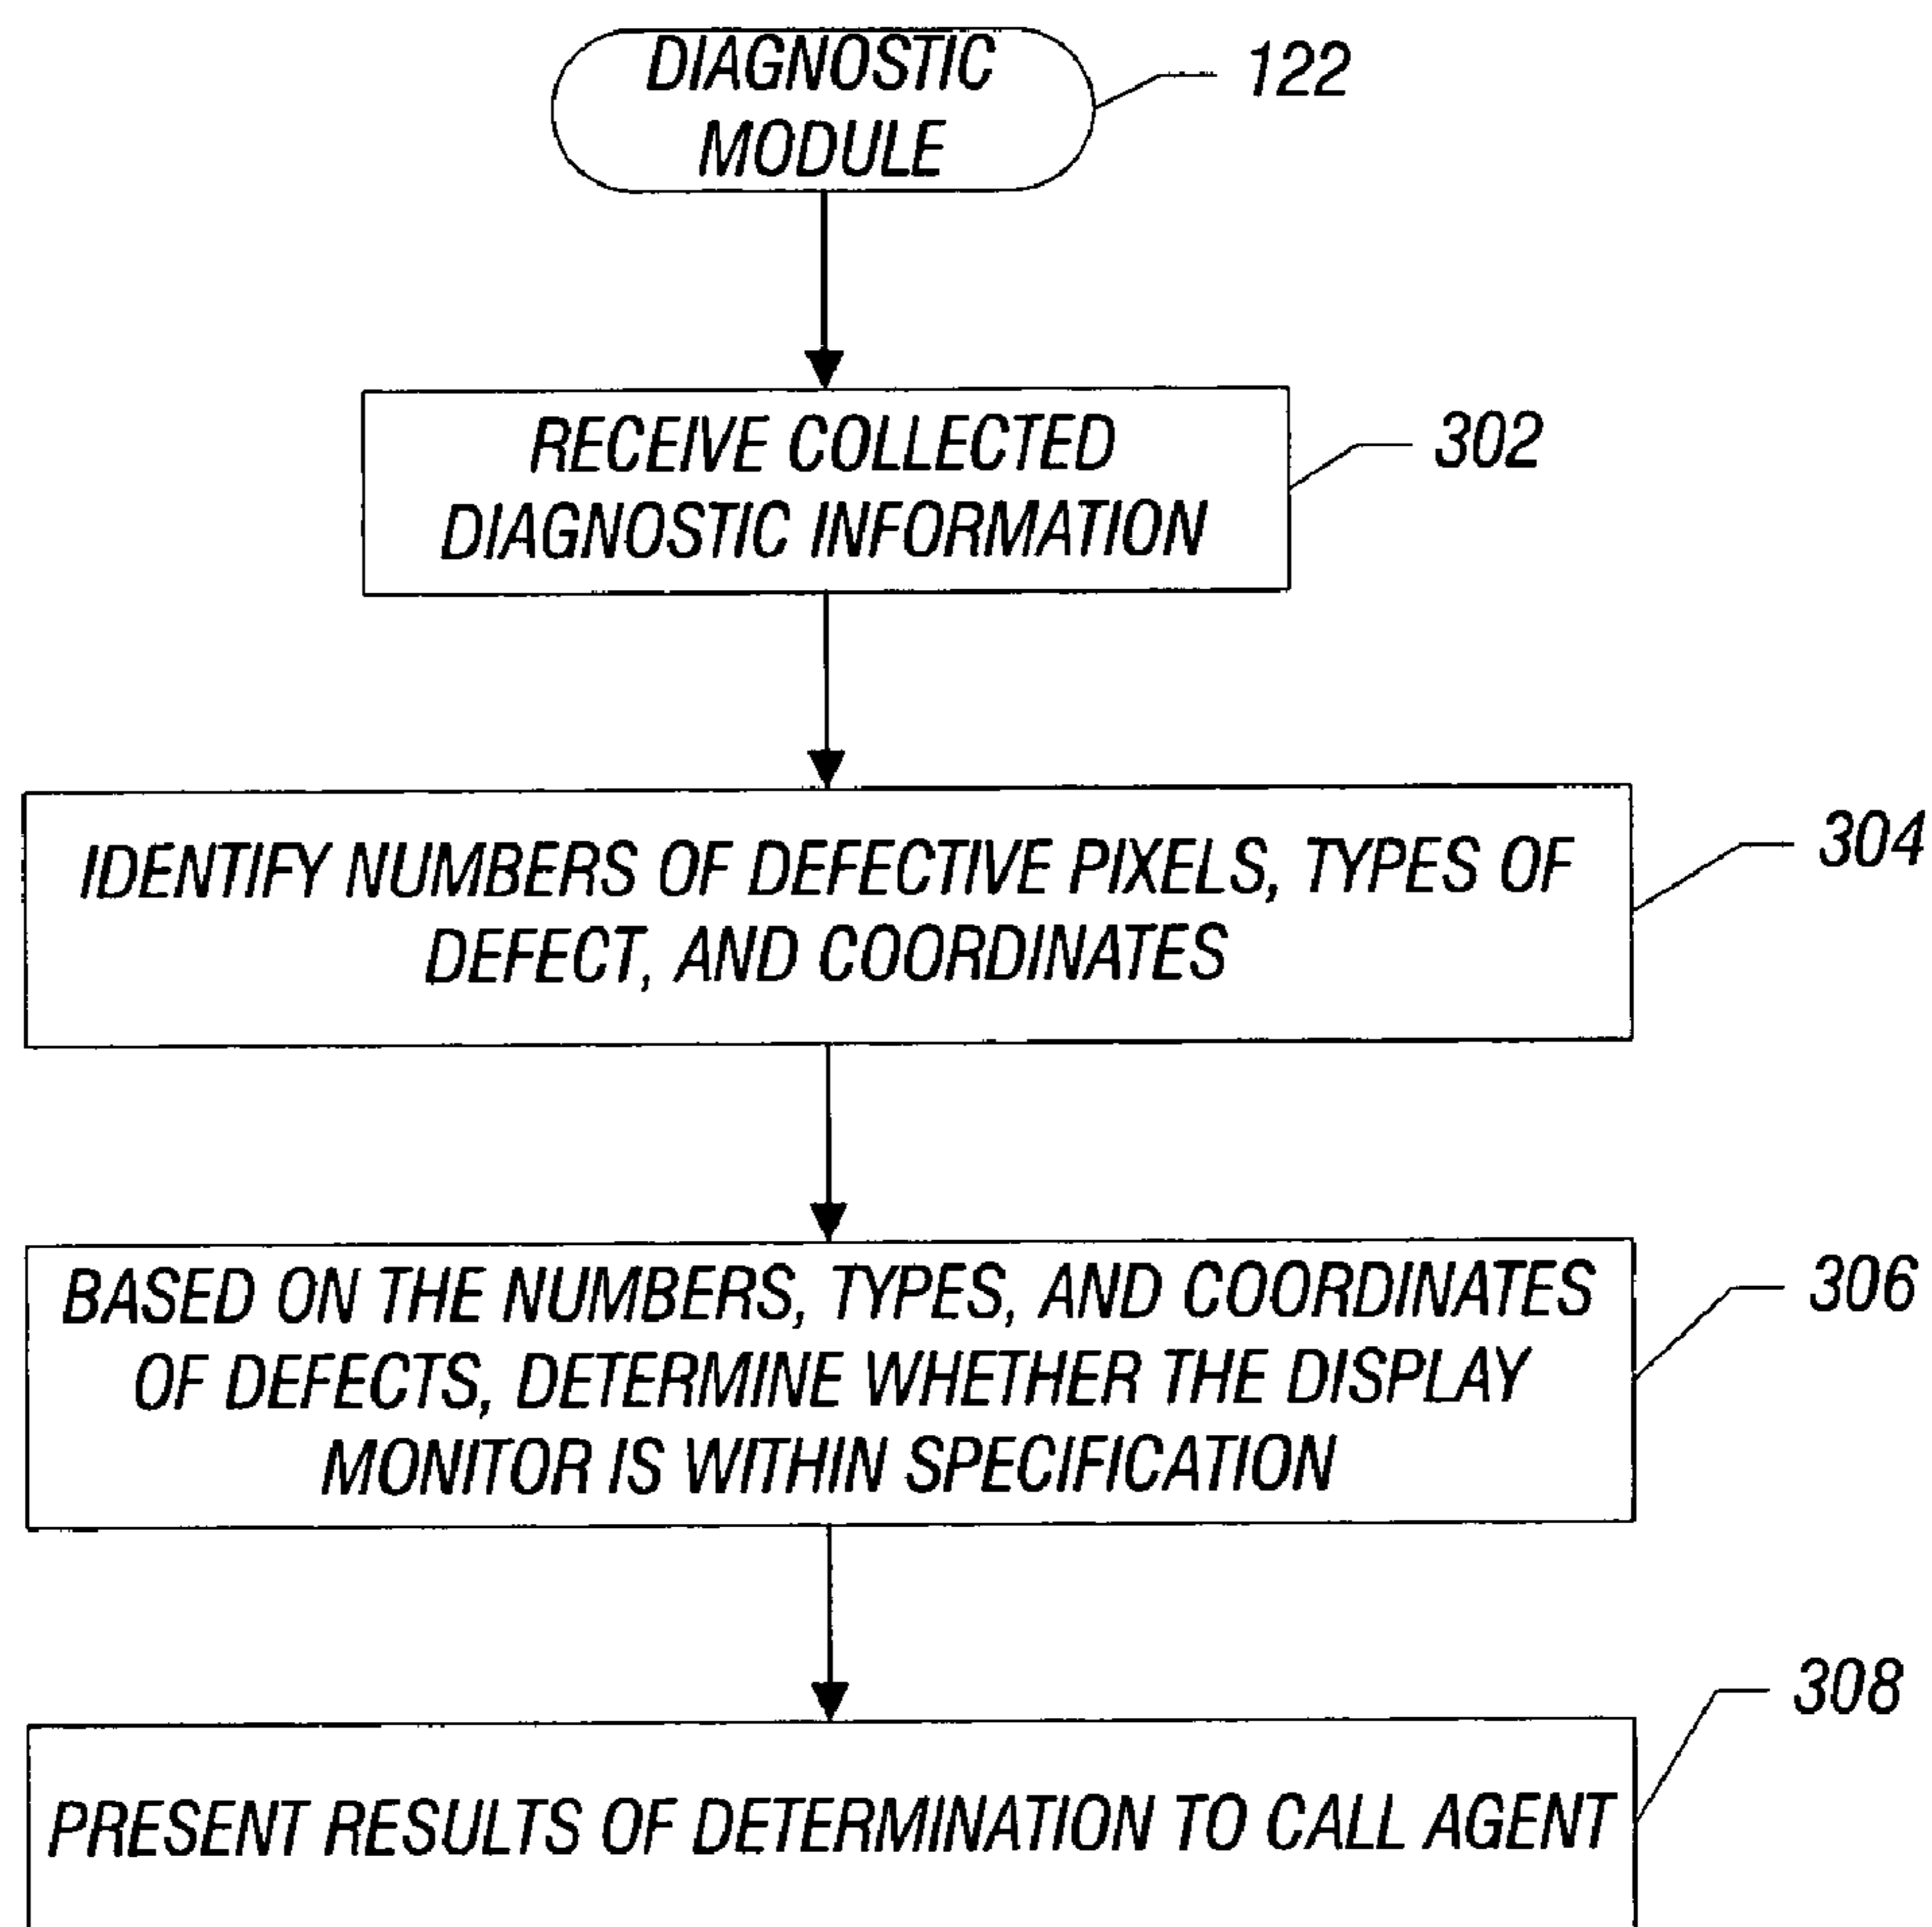 DIAGNOSTIC
MODULE
122
RECEIVE COLLECTED
DIAGNOSTIC INFORMATION
302
IDENTIFY NUMBERS OF DEFECTIVE PIXELS, TYPES OF
DEFECT, AND COORDINATES
304
BASED ON THE NUMBERS, TYPES, AND COORDINATES
OF DEFECTS, DETERMINE WHETHER THE DISPLAY
MONITOR IS WITHIN SPECIFICATION
306
PRESENT RESULTS OF DETERMINATION TO CALL AGENT
308